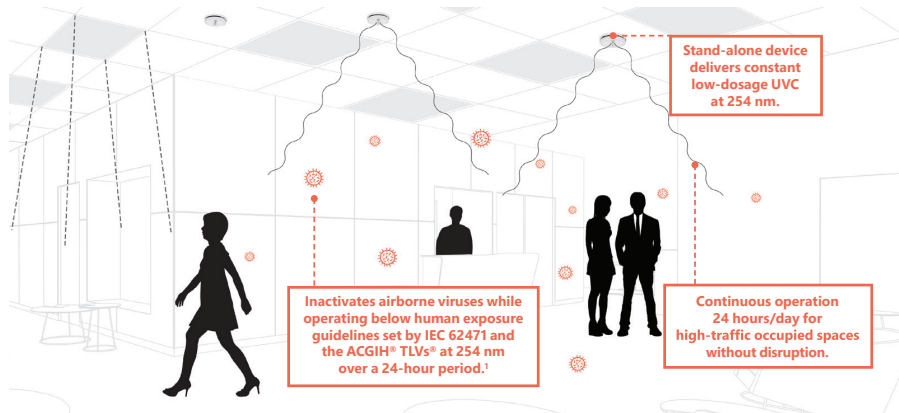 Stand-alone device
delivers constant
low-dosage UVC
at 254 nm.
Inactivates airborne viruses while
operating below human exposure
guidelines set by IEC 62471 and
the ACGIH® TLVs® at 254 nm
over a 24-hour period.¹
Continuous operation
24 hours/day for
high-traffic occupied spaces
without disruption.